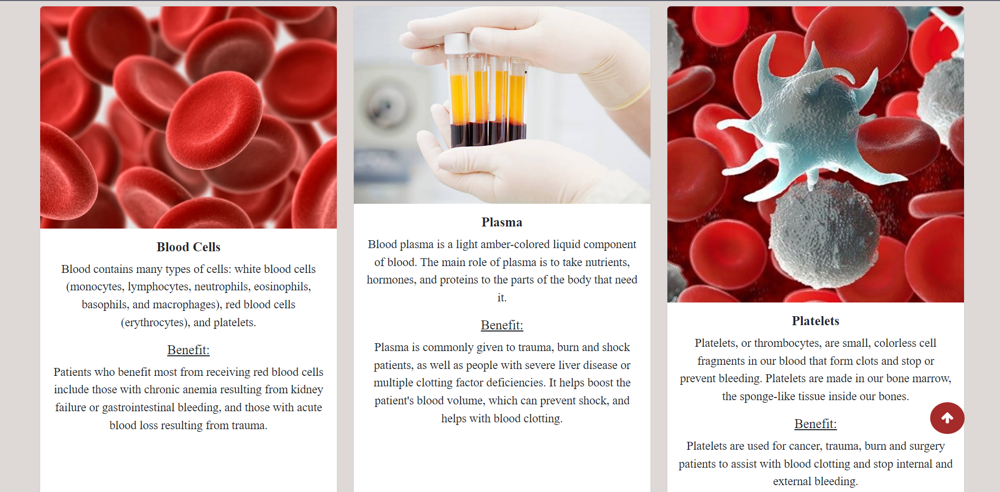 Blood Cells
Blood contains many types of cells: white blood cells
(monocytes, lymphocytes, neutrophils, eosinophils,
basophils, and macrophages), red blood cells
(erythrocytes), and platelets.
Benefit:
Patients who benefit most from receiving red blood cells
include those with chronic anemia resulting from kidney
failure or gastrointestinal bleeding, and those with acute
blood loss resulting from trauma.
Plasma
Blood plasma is a light amber-colored liquid component
of blood. The main role of plasma is to take nutrients,
hormones, and proteins to the parts of the body that need
it.
Benefit:
Plasma is commonly given to trauma, burn and shock
patients, as well as people with severe liver disease or
multiple clotting factor deficiencies. It helps boost the
patient's blood volume, which can prevent shock, and
helps with blood clotting.
Platelets
Platelets, or thrombocytes, are small, colorless cell
fragments in our blood that form clots and stop or
prevent bleeding. Platelets are made in our bone marrow,
the sponge-like tissue inside our bones.
Benefit:
Platelets are used for cancer, trauma, burn and surgery
patients to assist with blood clotting and stop internal and
external bleeding.